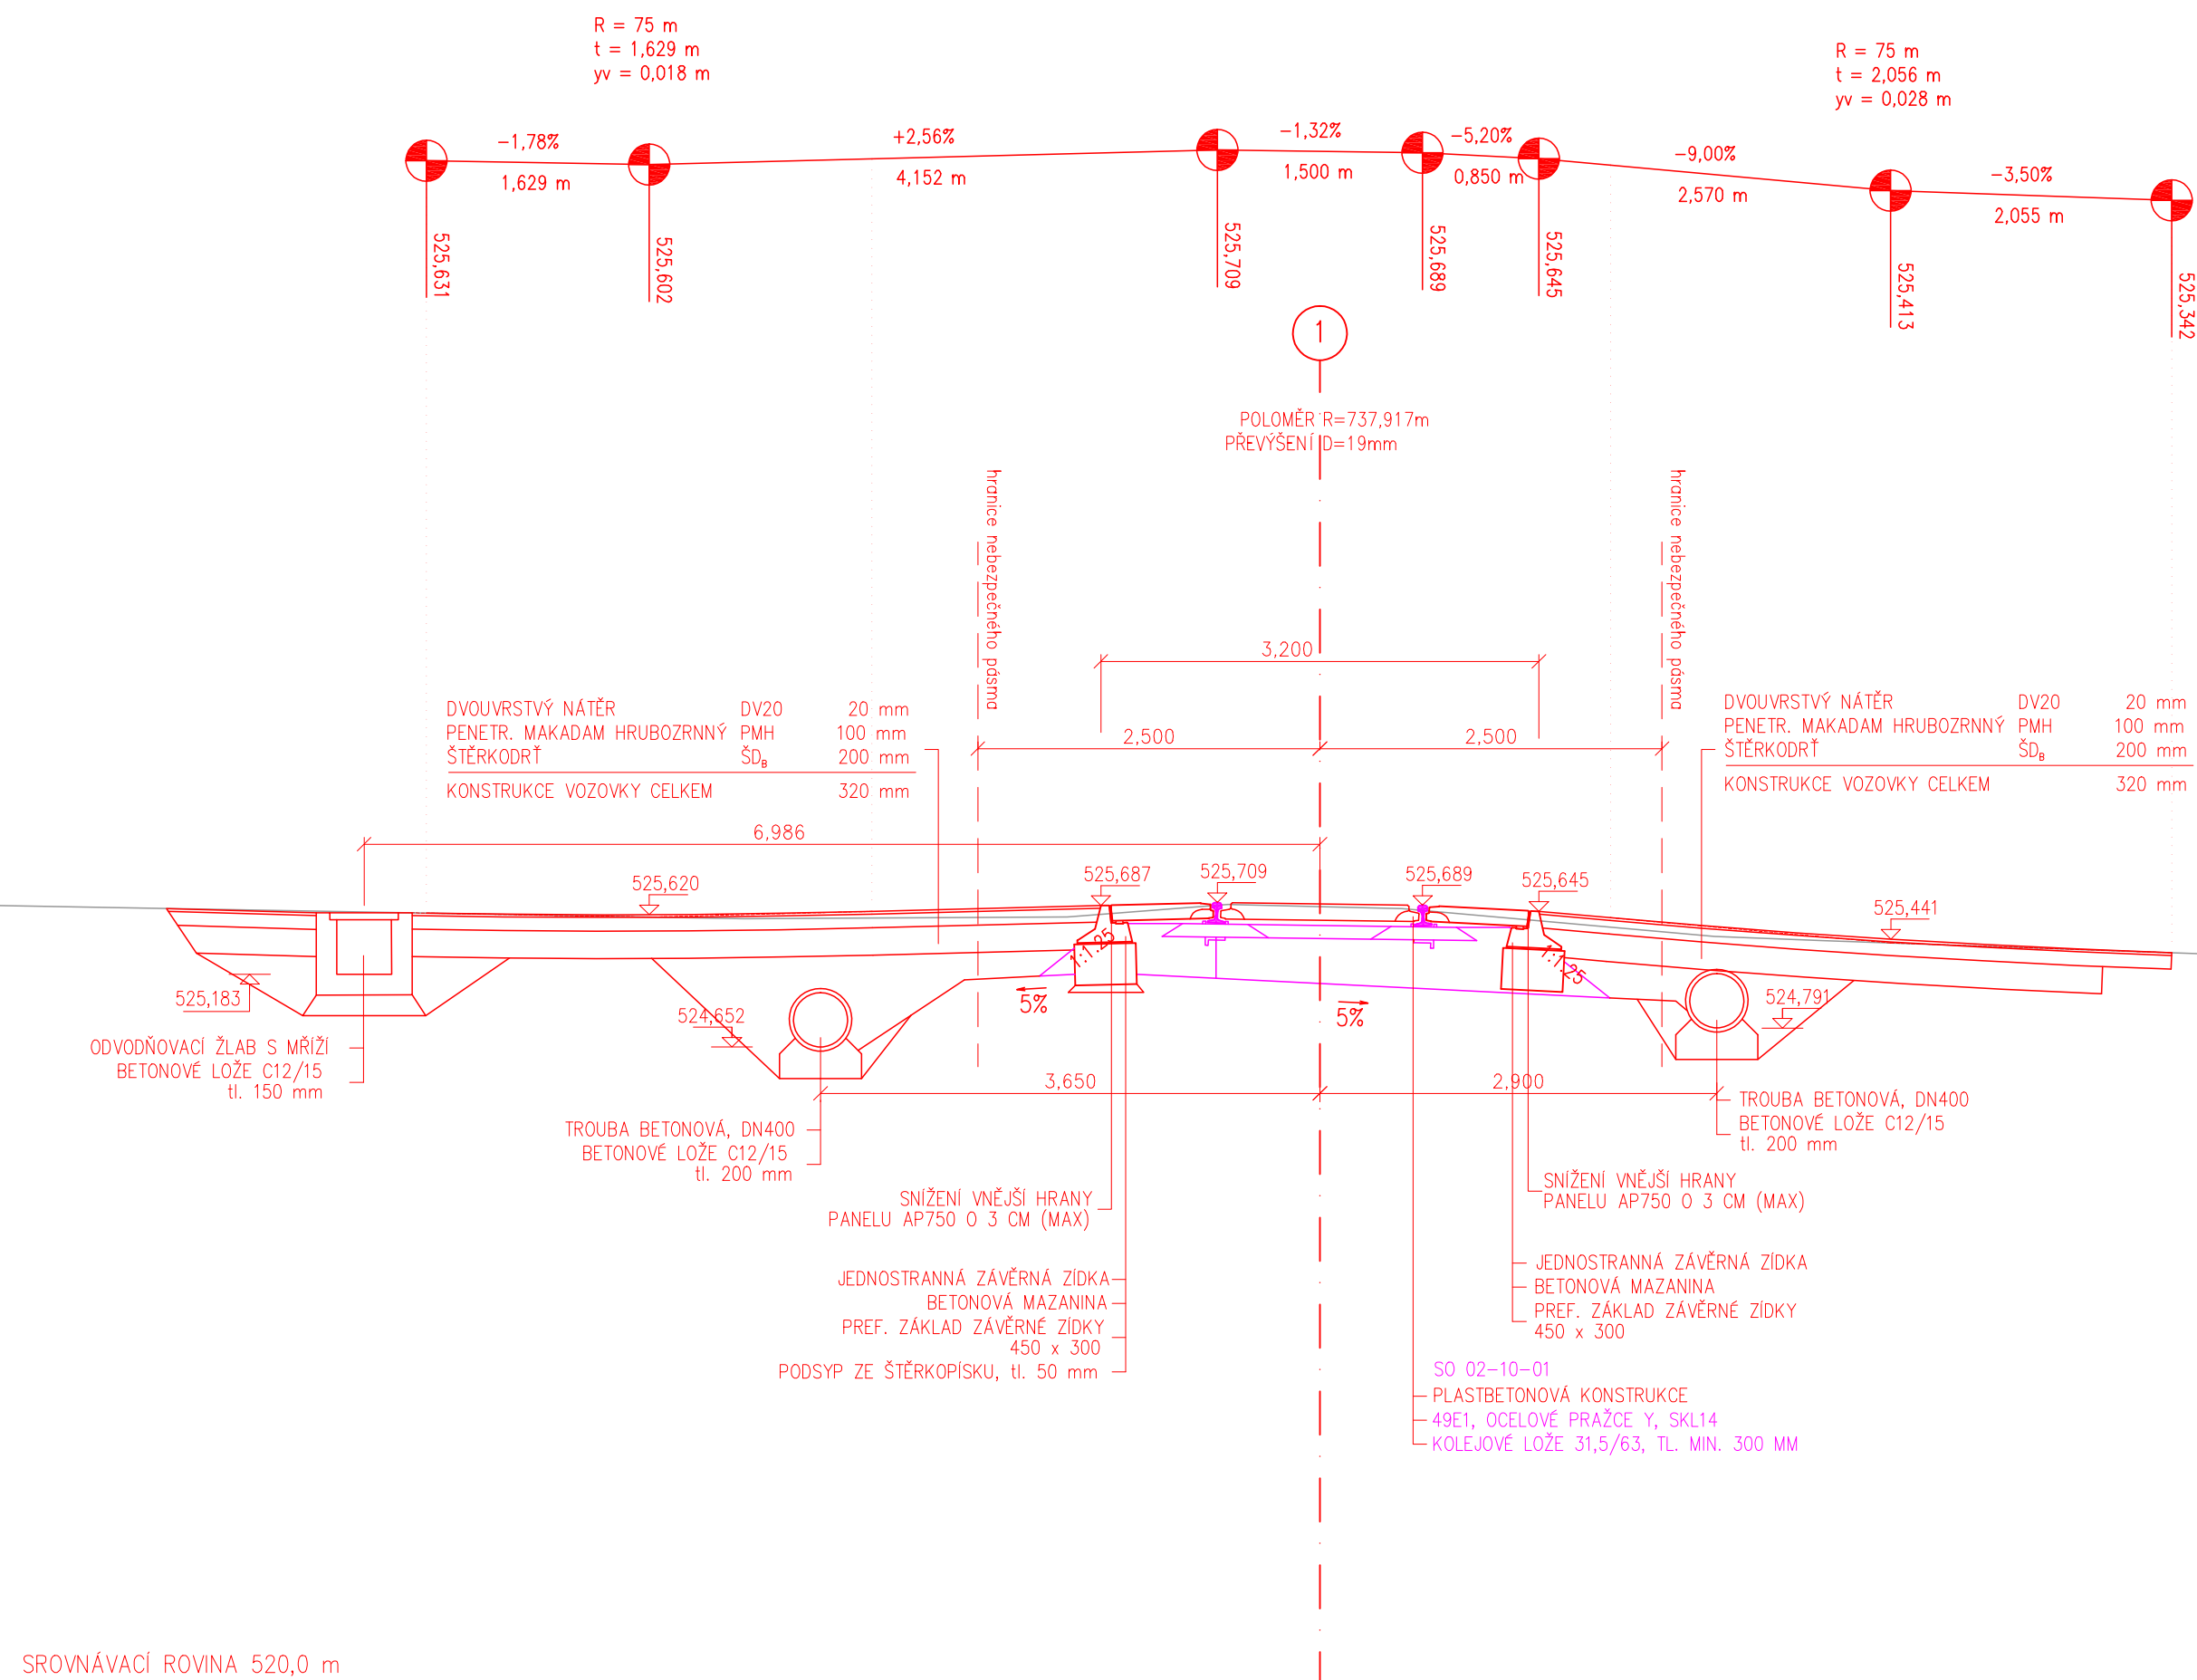 R = 75 m
t = 1,629 m
yv = 0,018 m
R = 75 m
t = 2,056 m
yv = 0,028 m
-1,78%
1,629 m
+2,56%
4,152 m
-1,32%
1,500 m
-5,20%
0,850 m
-9,00%
2,570 m
-3,50%
2,055 m
525,631
525,602
525,709
525,689
525,645
525,413
525,342
1
POLOMĚR R=737,917m
PŘEVÝŠENÍ D=19mm
hranice nebezpečného pásma
hranice nebezpečného pásma
3,200
2,500
2,500
DVOUVRSTVÝ NÁTĚR DV20 20 mm
PENETR. MAKADAM HRUBOZRNNÝ PMH 100 mm
ŠTĚRKODRŤ ŠDB 200 mm
KONSTRUKCE VOZOVKY CELKEM 320 mm
DVOUVRSTVÝ NÁTĚR DV20 20 mm
PENETR. MAKADAM HRUBOZRNNÝ PMH 100 mm
ŠTĚRKODRŤ ŠDB 200 mm
KONSTRUKCE VOZOVKY CELKEM 320 mm
6,986
525,620
525,687
525,709
525,689
525,645
525,441
1:1.25
1:1.25
525,183
524,652
5%
5%
524,791
ODVODŇOVACÍ ŽLAB S MŘÍŽÍ
BETONOVÉ LOŽE C12/15
tl. 150 mm
3,650
2,900
TROUBA BETONOVÁ, DN400
BETONOVÉ LOŽE C12/15
tl. 200 mm
TROUBA BETONOVÁ, DN400
BETONOVÉ LOŽE C12/15
tl. 200 mm
SNÍŽENÍ VNĚJŠÍ HRANY
PANELU AP750 O 3 CM (MAX)
SNÍŽENÍ VNĚJŠÍ HRANY
PANELU AP750 O 3 CM (MAX)
JEDNOSTRANNÁ ZÁVĚRNÁ ZÍDKA
BETONOVÁ MAZANINA
PREF. ZÁKLAD ZÁVĚRNÉ ZÍDKY
450 x 300
PODSYP ZE ŠTĚRKOPÍSKU, tl. 50 mm
JEDNOSTRANNÁ ZÁVĚRNÁ ZÍDKA
BETONOVÁ MAZANINA
PREF. ZÁKLAD ZÁVĚRNÉ ZÍDKY
450 x 300
SO 02-10-01
PLASTBETONOVÁ KONSTRUKCE
49E1, OCELOVÉ PRAŽCE Y, SKL14
KOLEJOVÉ LOŽE 31,5/63, TL. MIN. 300 MM
SROVNÁVACÍ ROVINA 520,0 m